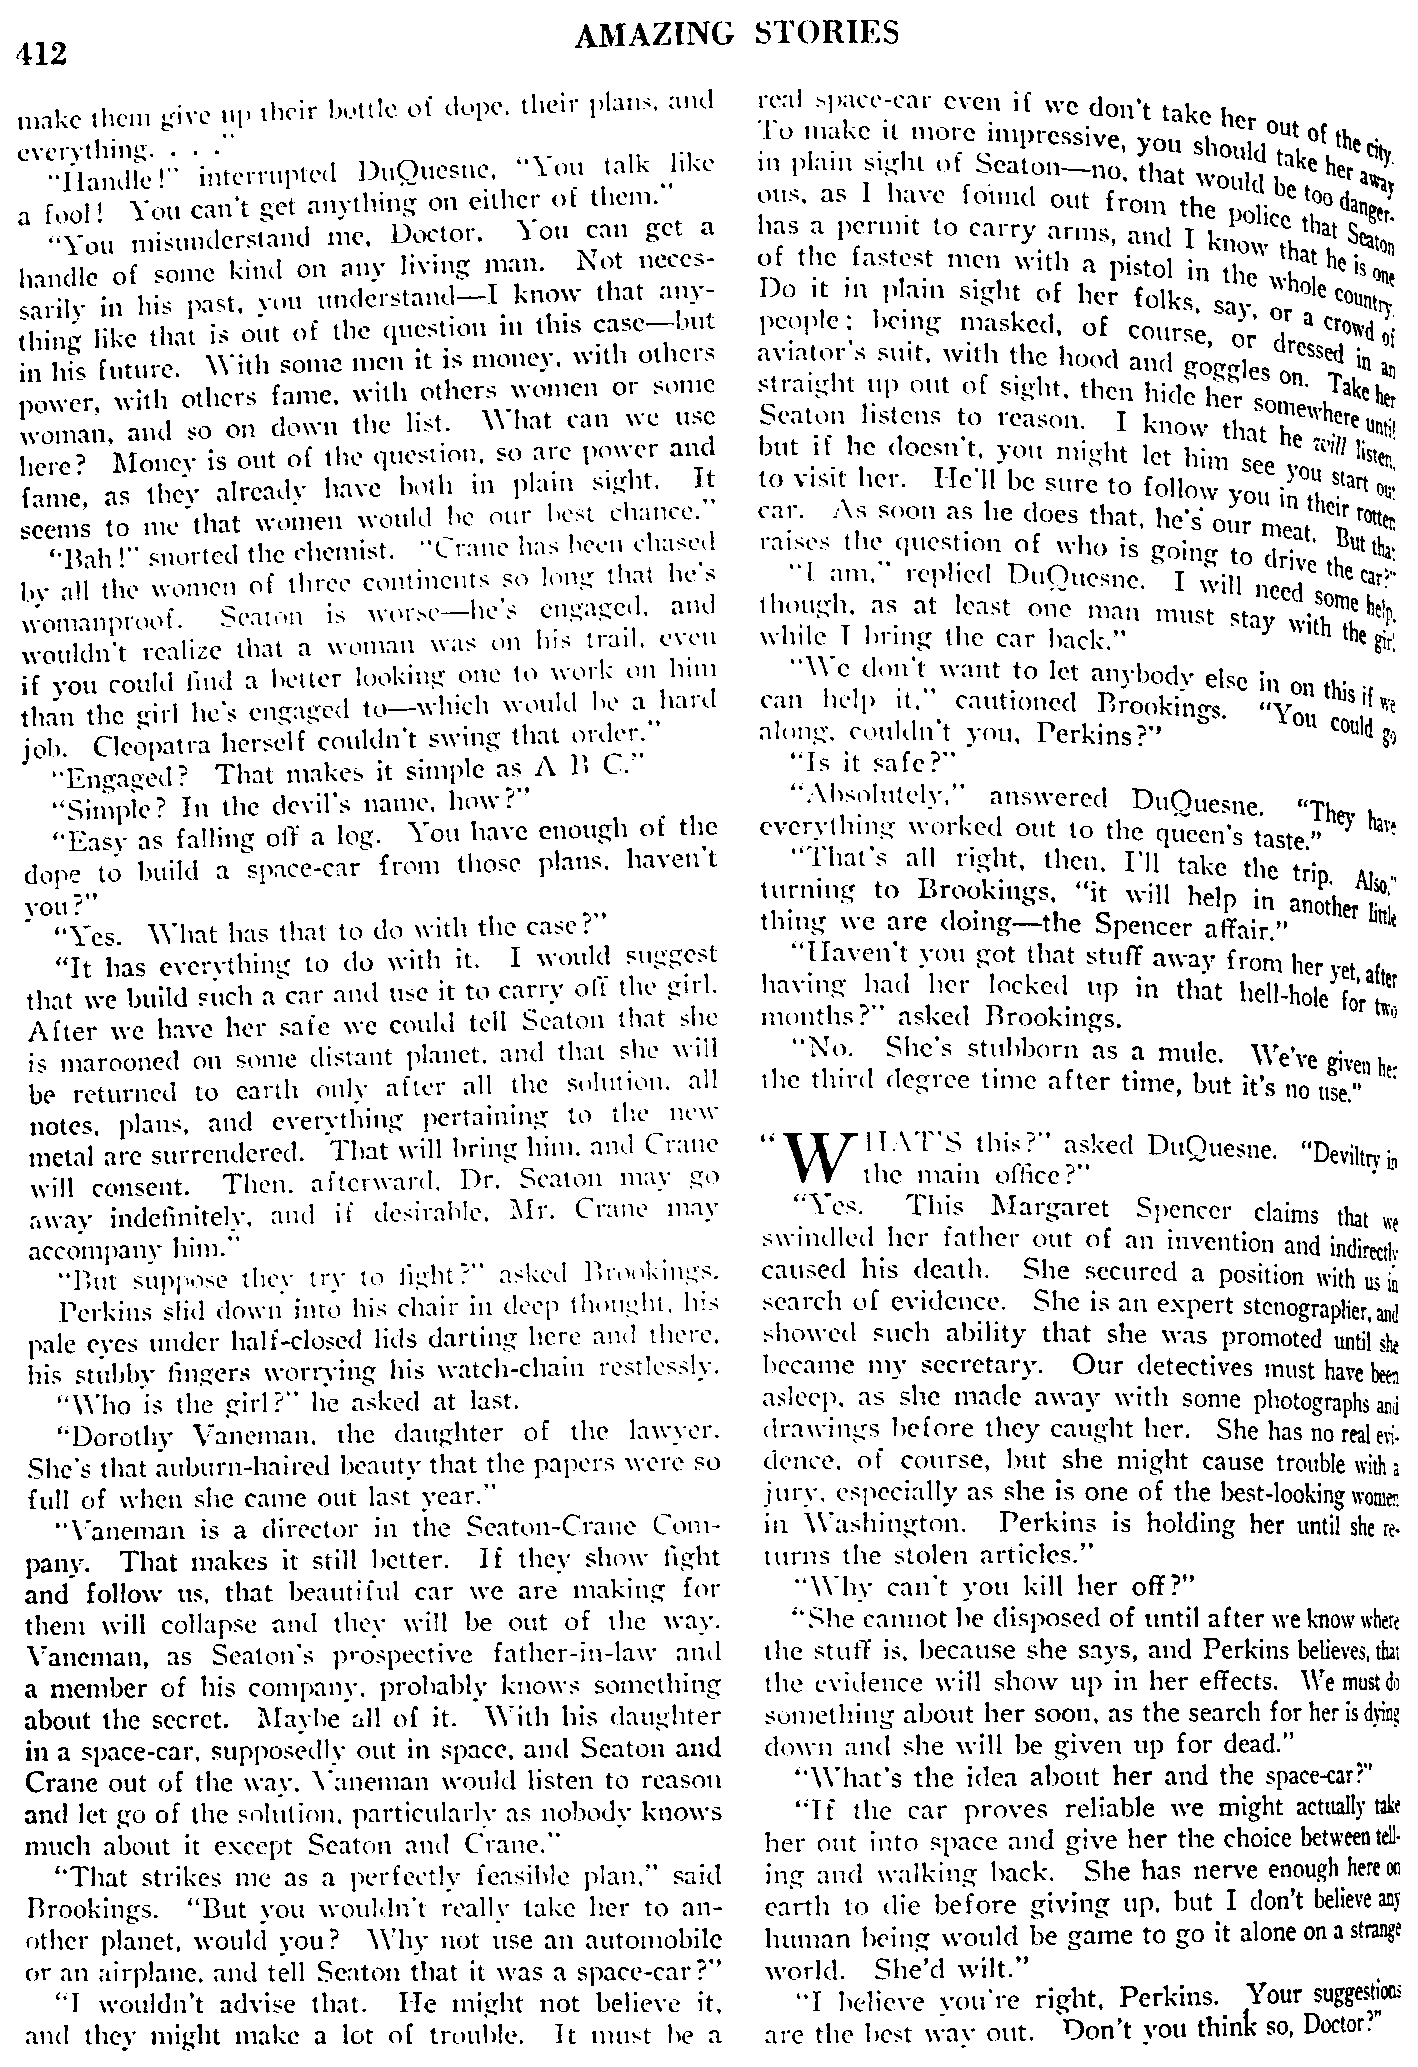 412
AMAZING STORIES
make them give up their bottle of dope, their plans, and
everything. . . ."
"Handle!" interrupted DuQuesne, "You talk like
a fool! You can't get anything on either of them."
"You misunderstand me, Doctor. You can get a
handle of some kind on any living man. Not neces-
sarily in his past, you understand—I know that any-
thing like that is out of the question in this case—but
in his future. With some men it is money, with others
power, with others fame, with others women or some
woman, and so on down the list. What can we use
here? Money is out of the question, so are power and
fame, as they already have both in plain sight. It
seems to me that women would be our best chance."
"Bah!" snorted the chemist. "Crane has been chased
by all the women of three continents so long that he's
womanproof. Seaton is worse—he's engaged, and
wouldn't realize that a woman was on his trail, even
if you could find a better looking one to work on him
than the girl he's engaged to—which would be a hard
job. Cleopatra herself couldn't swing that order."
"Engaged? That makes it simple as A B C."
"Simple? In the devil's name, how?"
"Easy as falling off a log. You have enough of the
dope to build a space-car from those plans, haven't
you?"
"Yes. What has that to do with the case?"
"It has everything to do with it. I would suggest
that we build such a car and use it to carry off the girl.
After we have her safe we could tell Seaton that she
is marooned on some distant planet, and that she will
be returned to earth only after all the solution, all
notes, plans, and everything pertaining to the new
metal are surrendered. That will bring him, and Crane
will consent. Then, afterward, Dr. Seaton may go
away indefinitely, and if desirable, Mr. Crane may
accompany him."
"But suppose they try to fight?" asked Brookings.
Perkins slid down into his chair in deep thought, his
pale eyes under half-closed lids darting here and there,
his stubby fingers worrying his watch-chain restlessly.
"Who is the girl?" he asked at last.
"Dorothy Vaneman, the daughter of the lawyer.
She's that auburn-haired beauty that the papers were so
full of when she came out last year."
"Vaneman is a director in the Seaton-Crane Com-
pany. That makes it still better. If they show fight
and follow us, that beautiful car we are making for
them will collapse and they will be out of the way.
Vaneman, as Seaton's prospective father-in-law and
a member of his company, probably knows something
about the secret. Maybe all of it. With his daughter
in a space-car, supposedly out in space, and Seaton and
Crane out of the way, Vaneman would listen to reason
and let go of the solution, particularly as nobody knows
much about it except Seaton and Crane."
"That strikes me as a perfectly feasible plan," said
Brookings. "But you wouldn't really take her to an-
other planet, would you? Why not use an automobile
or an airplane, and tell Seaton that it was a space-car?"
"I wouldn't advise that. He might not believe it,
and they might make a lot of trouble. It must be a
real space-car even if we don't take her out of the city.
To make it more impressive, you should take her away
in plain sight of Seaton—no, that would be too danger-
ous, as I have found out from the police that Seaton
has a permit to carry arms, and I know that he is one
of the fastest men with a pistol in the whole country.
Do it in plain sight of her folks, say, or a crowd of
people; being masked, of course, or dressed in an
aviator's suit, with the hood and goggles on. Take her
straight up out of sight, then hide her somewhere until
Seaton listens to reason. I know that he will listen,
but if he doesn't, you might let him see you start out
to visit her. He'll be sure to follow you in their rotten
car. As soon as he does that, he's our meat. But that
raises the question of who is going to drive the car?"
"I am," replied DuQuesne. I will need some help,
though, as at least one man must stay with the girl
while I bring the car back."
"We don't want to let anybody else in on this if we
can help it," cautioned Brookings. "You could go
along, couldn't you, Perkins?"
"Is it safe?"
"Absolutely," answered DuQuesne. "They have
everything worked out to the queen's taste."
"That's all right, then, I'll take the trip. Also,"
turning to Brookings, "it will help in another little
thing we are doing—the Spencer affair."
"Haven't you got that stuff away from her yet, after
having had her locked up in that hell-hole for two
months?" asked Brookings.
"No. She's stubborn as a mule. We've given her
the third degree time after time, but it's no use."
"WHAT'S this?" asked DuQuesne. "Deviltry in
the main office?"
"Yes. This Margaret Spencer claims that we
swindled her father out of an invention and indirectly
caused his death. She secured a position with us in
search of evidence. She is an expert stenographer, and
showed such ability that she was promoted until she
became my secretary. Our detectives must have been
asleep, as she made away with some photographs and
drawings before they caught her. She has no real evi-
dence, of course, but she might cause trouble with a
jury, especially as she is one of the best-looking women
in Washington. Perkins is holding her until she re-
turns the stolen articles."
"Why can't you kill her off?"
"She cannot be disposed of until after we know where
the stuff is, because she says, and Perkins believes, that
the evidence will show up in her effects. We must do
something about her soon, as the search for her is dying
down and she will be given up for dead."
"What's the idea about her and the space-car?"
"If the car proves reliable we might actually take
her out into space and give her the choice between tell-
ing and walking back. She has nerve enough here on
earth to die before giving up, but I don't believe any
human being would be game to go it alone on a strange
world. She'd wilt."
"I believe you're right, Perkins. Your suggestions
are the best way out. Don't you think so, Doctor?"